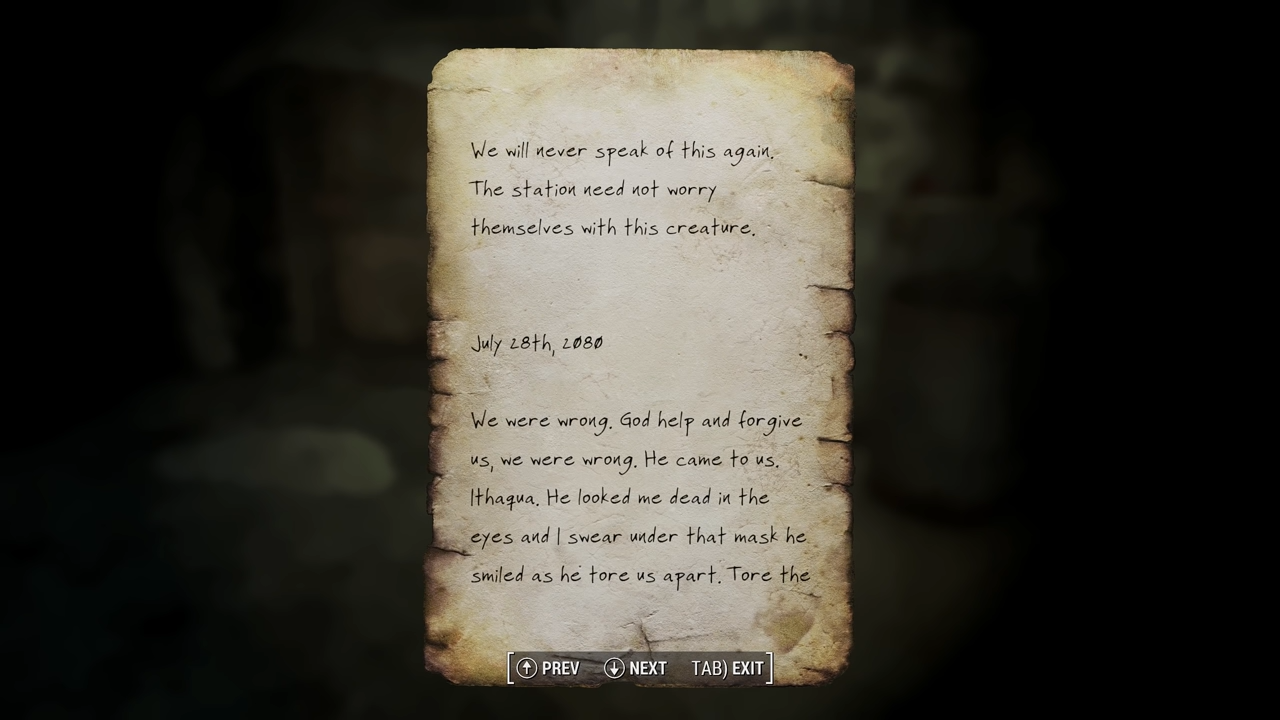 We will never speak of this again.
The station need not worry
themselves with this creature.
July 28th, 2080
We were wrong. God help and forgive
us, we were wrong. He came to us.
Ithaqua. He looked me dead in the
eyes and I swear under that mask he
smiled as he tore us apart. Tore the
PREV NEXT TAB) EXIT